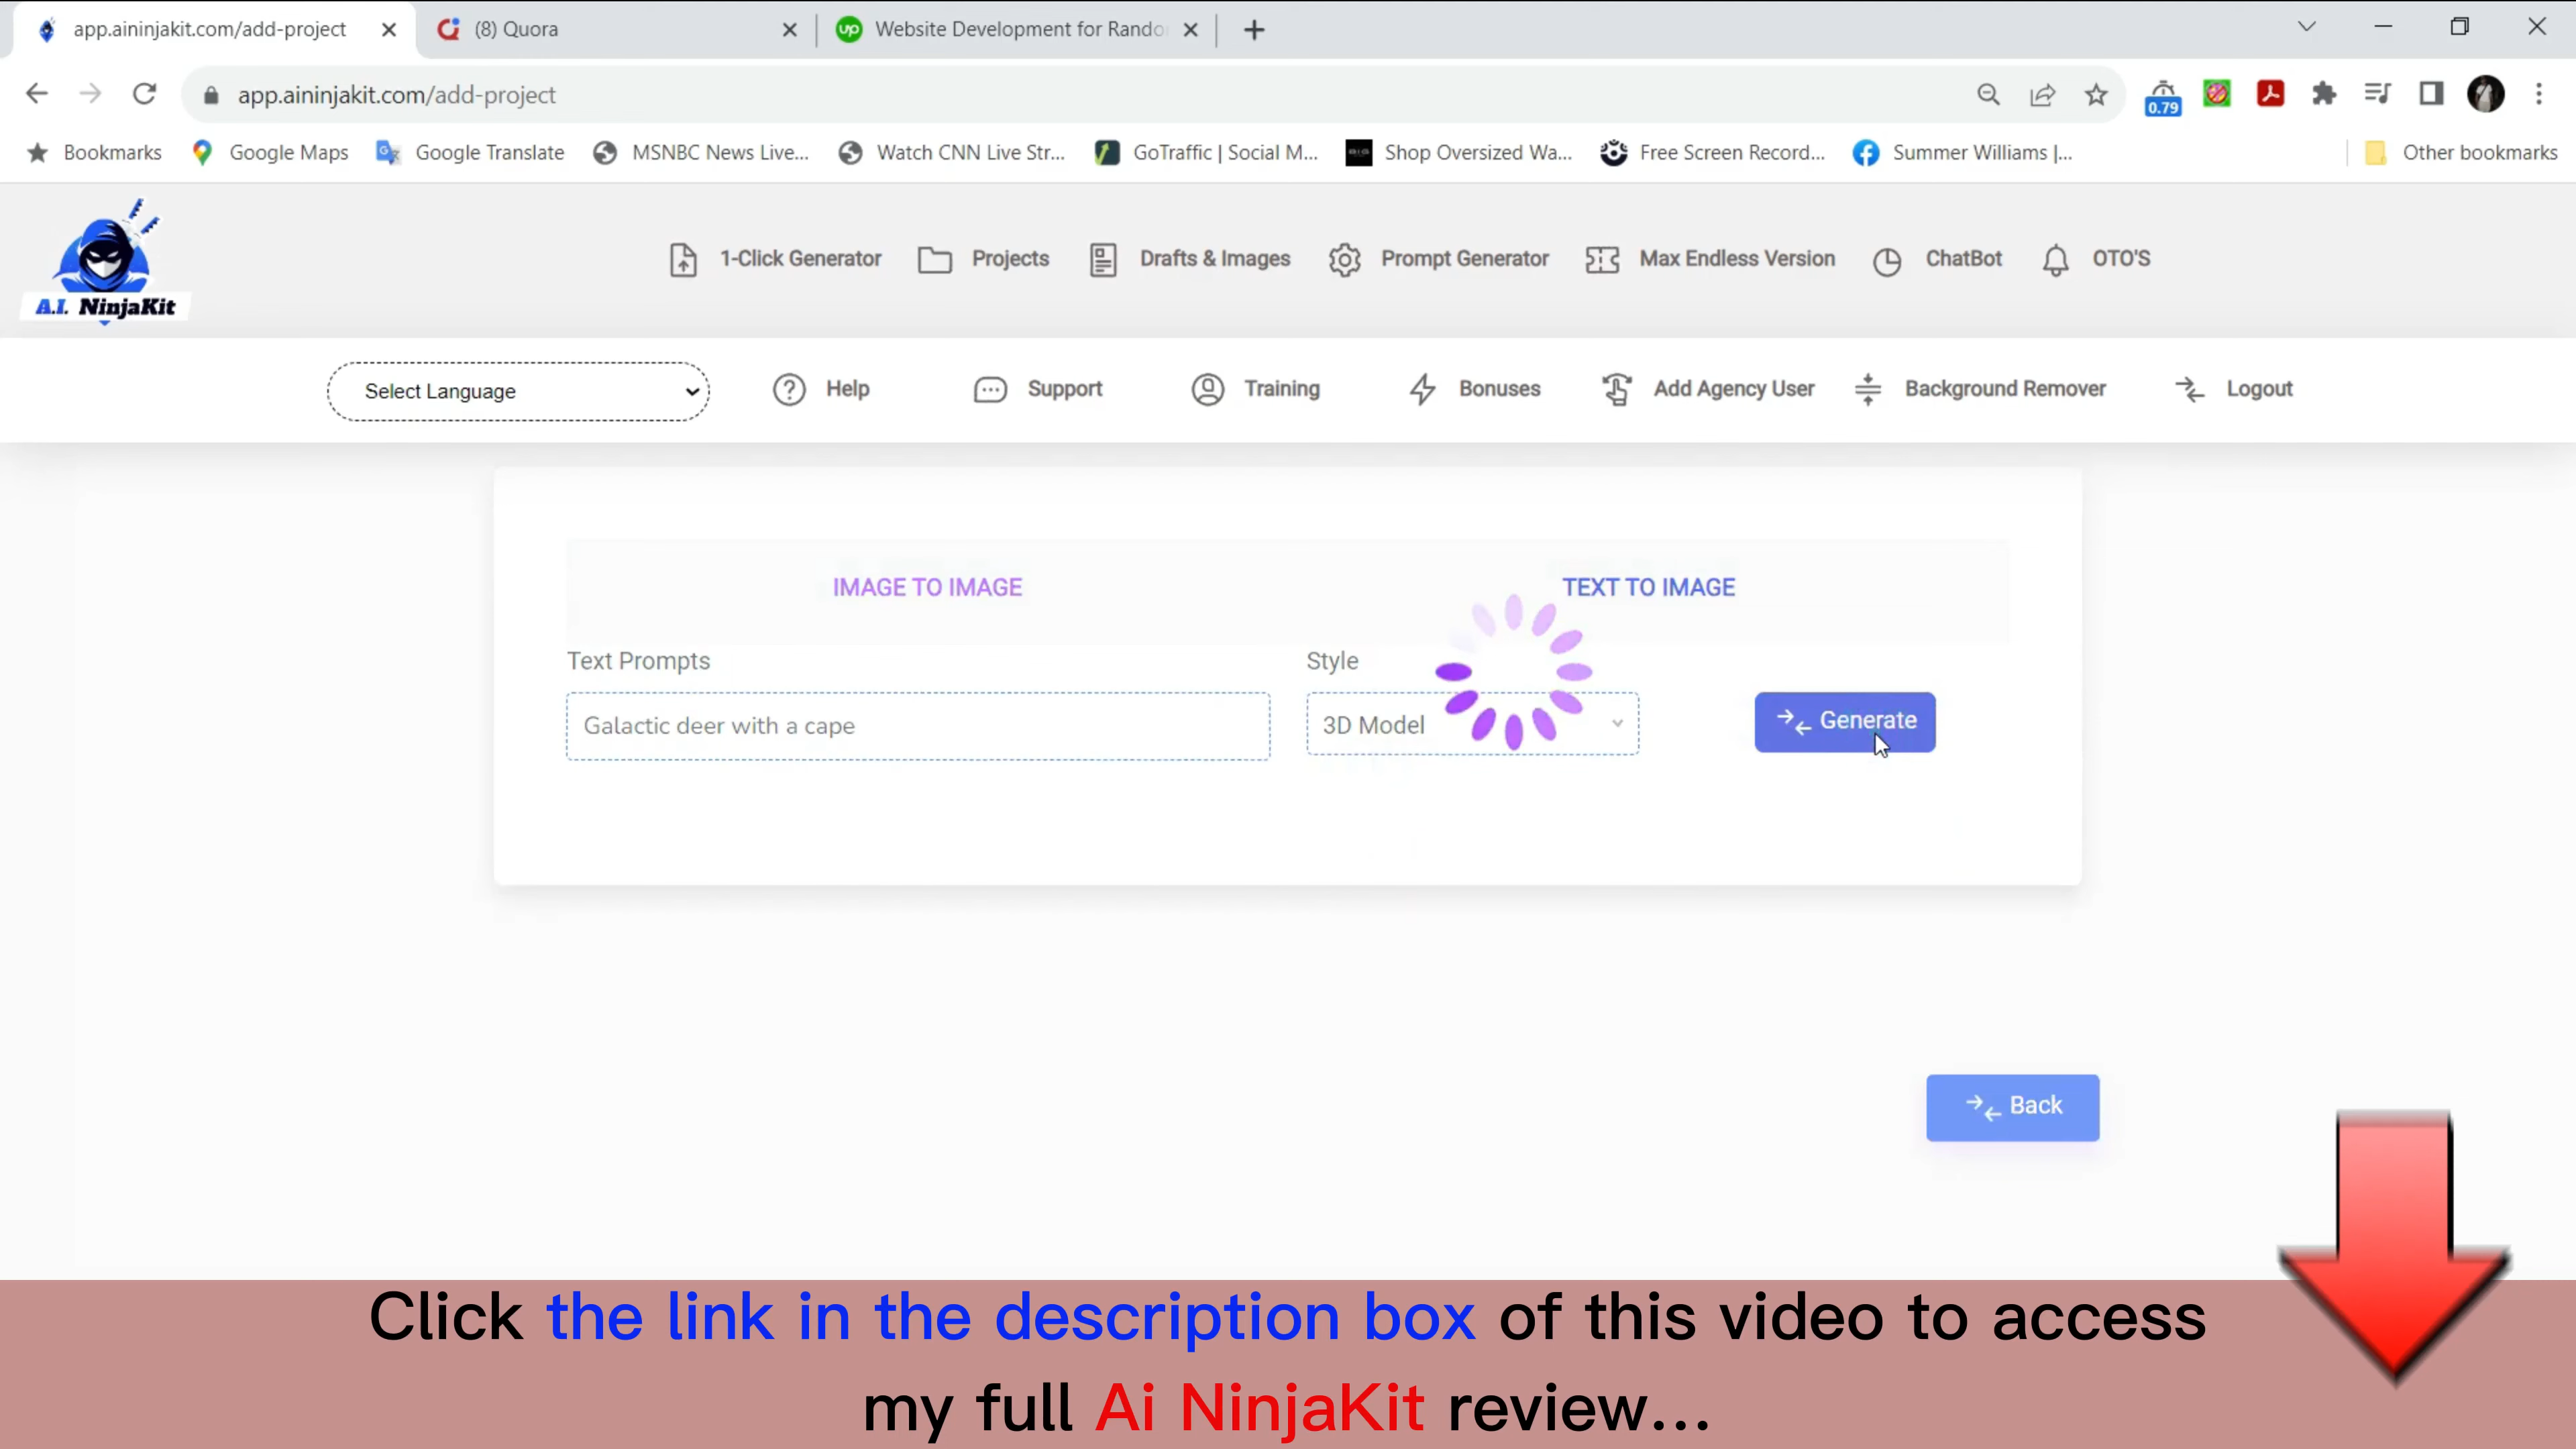 app.aininjakit.com/add-project
(8) Quora
Website Development for Rando
app.aininjakit.com/add-project
0.79
Bookmarks
Google Maps
Google Translate
MSNBC News Live...
Watch CNN Live Str...
GoTraffic | Social M...
Shop Oversized Wa...
Free Screen Record...
Summer Williams |...
Other bookmarks
A.I. NinjaKit
1-Click Generator
Projects
Drafts & Images
Prompt Generator
Max Endless Version
ChatBot
OTO'S
Select Language
Help
Support
Training
Bonuses
Add Agency User
Background Remover
Logout
IMAGE TO IMAGE
TEXT TO IMAGE
Text Prompts
Style
Galactic deer with a cape
3D Model
Generate
Back
Click the link in the description box of this video to access
my full Ai NinjaKit review...